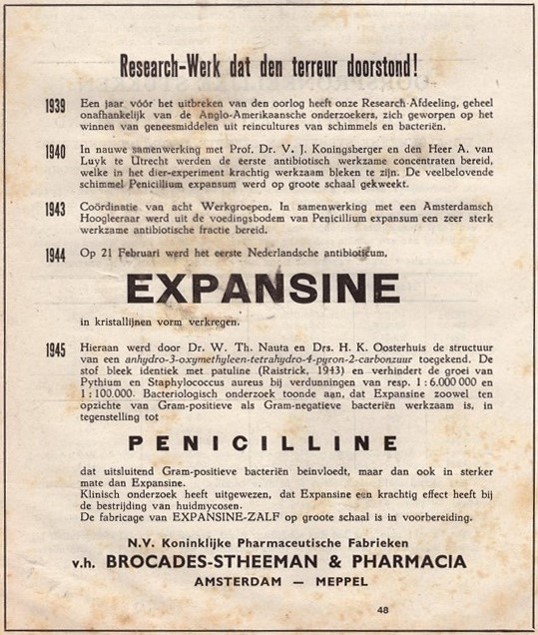 Research-Werk dat den terreur doorstond!
1939 Een jaar vóór het uitbreken van den oorlog heeft onze Research-Afdeeling, geheel
onafhankelijk van de Anglo-Amerikaansche onderzoekers, zich geworpen op het
winnen van geneesmiddelen uit reincultures van schimmels en bacteriën.
1940 In nauwe samenwerking met Prof. Dr. V. J. Koningsberger en den Heer A. van
Luyk te Utrecht werden de eerste antibiotisch werkzame concentraten bereid,
welke in het dier-experiment krachtig werkzaam bleken te zijn. De veelbelovende
schimmel Penicillium expansum werd op groote schaal gekweekt.
1943 Coördinatie van acht Werkgroepen. In samenwerking met een Amsterdamsch
Hoogleeraar werd uit de voedingsbodem van Penicillium expansum een zeer sterk
werkzame antibiotische fractie bereid.
1944 Op 21 Februari werd het eerste Nederlandsche antibioticum,
EXPANSINE
in kristallijnen vorm verkregen.
1945 Hieraan werd door Dr. W. Th. Nauta en Drs. H. K. Oosterhuis de structuur
van een anhydro-3-oxymethyleen-tetrahydro-4-pyron-2-carbonzuur toegekend. De
stof bleek identiek met patuline (Raistrick, 1943) en verhindert de groei van
Pythium en Staphylococcus aureus bij verdunningen van resp. 1 : 6.000 000 en
1 : 100.000. Bacteriologisch onderzoek toonde aan, dat Expansine zoowel ten
opzichte van Gram-positieve als Gram-negatieve bacteriën werkzaam is, in
tegenstelling tot
PENICILLINE
dat uitsluitend Gram-positieve bacteriën beinvloedt, maar dan ook in sterker
mate dan Expansine.
Klinisch onderzoek heeft uitgewezen, dat Expansine een krachtig effect heeft bij
de bestrijding van huidmycosen.
De fabricage van EXPANSINE-ZALF op groote schaal is in voorbereiding.
N.V. Koninklijke Pharmaceutische Fabrieken
v.h. BROCADES-STHEEMAN & PHARMACIA
AMSTERDAM — MEPPEL
48